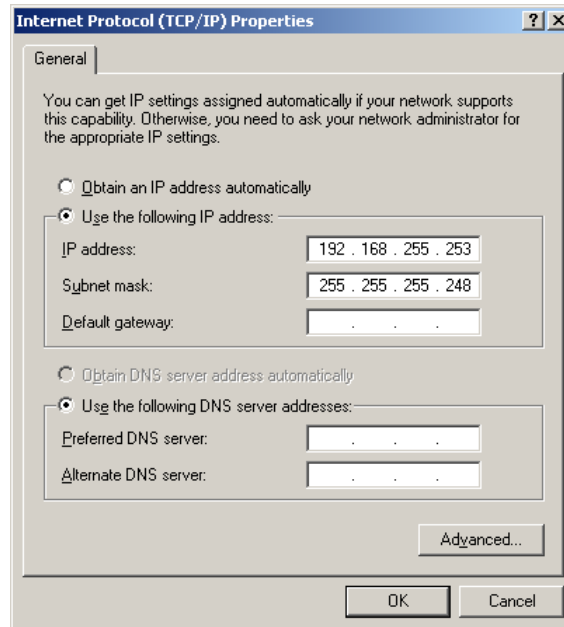 Internet Protocol (TCP/IP) Properties
General
You can get IP settings assigned automatically if your network supports
this capability. Otherwise, you need to ask your network administrator for
the appropriate IP settings.
Obtain an IP address automatically
Use the following IP address:
IP address: 192 . 168 . 255 . 253
Subnet mask: 255 . 255 . 255 . 248
Default gateway: . . .
Obtain DNS server address automatically
Use the following DNS server addresses:
Preferred DNS server: . . .
Alternate DNS server: . . .
Advanced...
OK Cancel